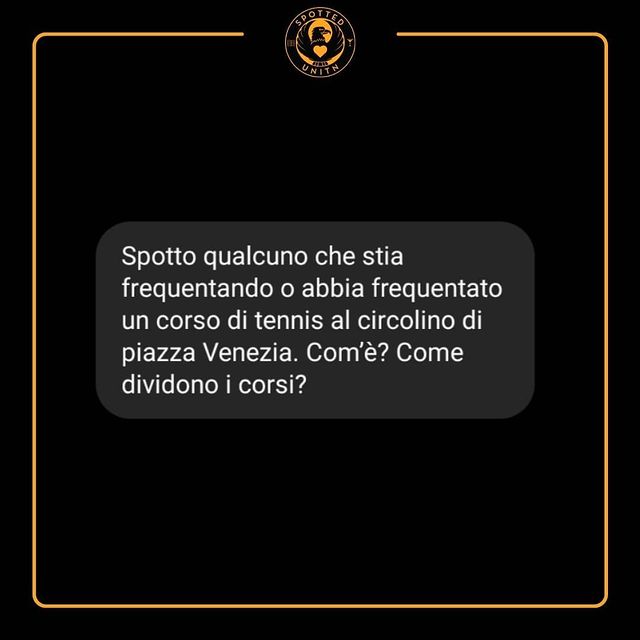 SPOTTED
UNITN
Spotto qualcuno che stia
frequentando o abbia frequentato
un corso di tennis al circolino di
piazza Venezia. Com’è? Come
dividono i corsi?